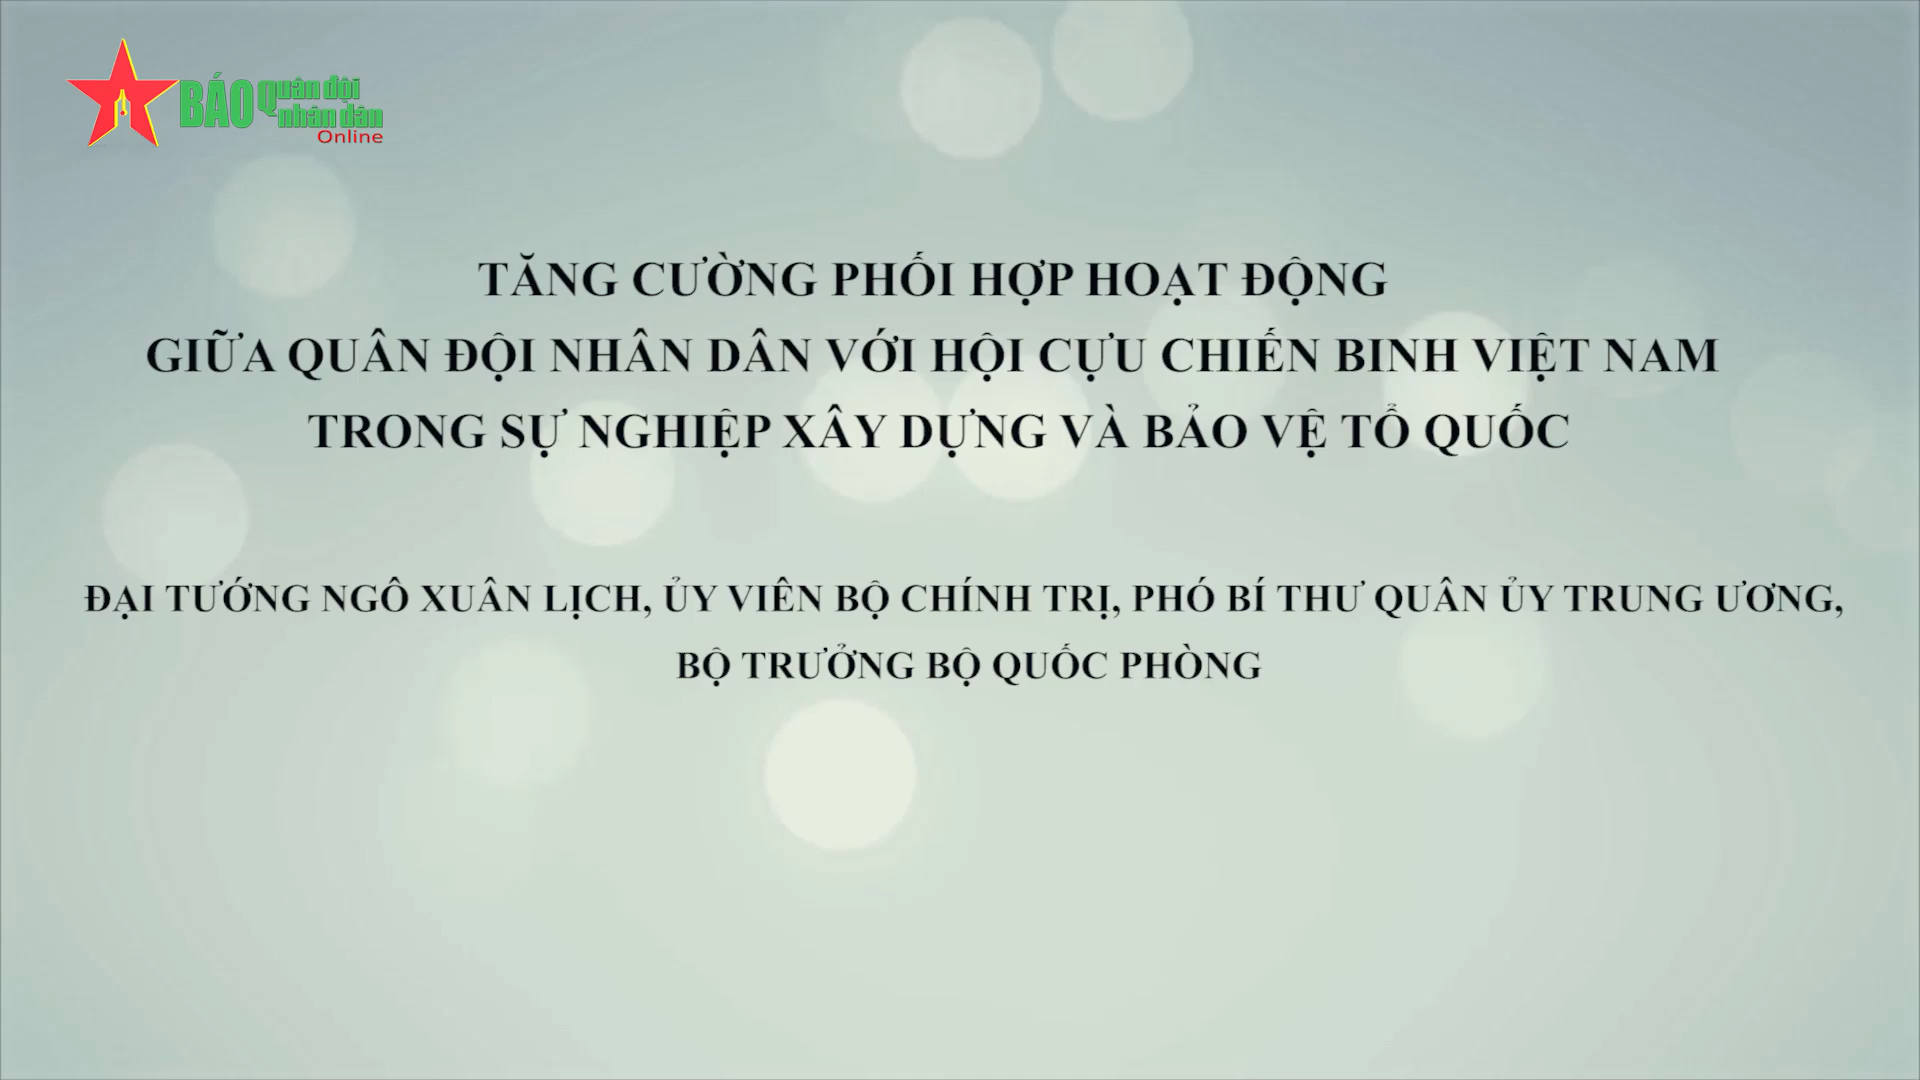 BÁO Quân đội
nhân dân
Online
TĂNG CƯỜNG PHỐI HỢP HOẠT ĐỘNG
GIỮA QUÂN ĐỘI NHÂN DÂN VỚI HỘI CỰU CHIẾN BINH VIỆT NAM
TRONG SỰ NGHIỆP XÂY DỰNG VÀ BẢO VỆ TỔ QUỐC
ĐẠI TƯỚNG NGÔ XUÂN LỊCH, ỦY VIÊN BỘ CHÍNH TRỊ, PHÓ BÍ THƯ QUÂN ỦY TRUNG ƯƠNG,
BỘ TRƯỞNG BỘ QUỐC PHÒNG